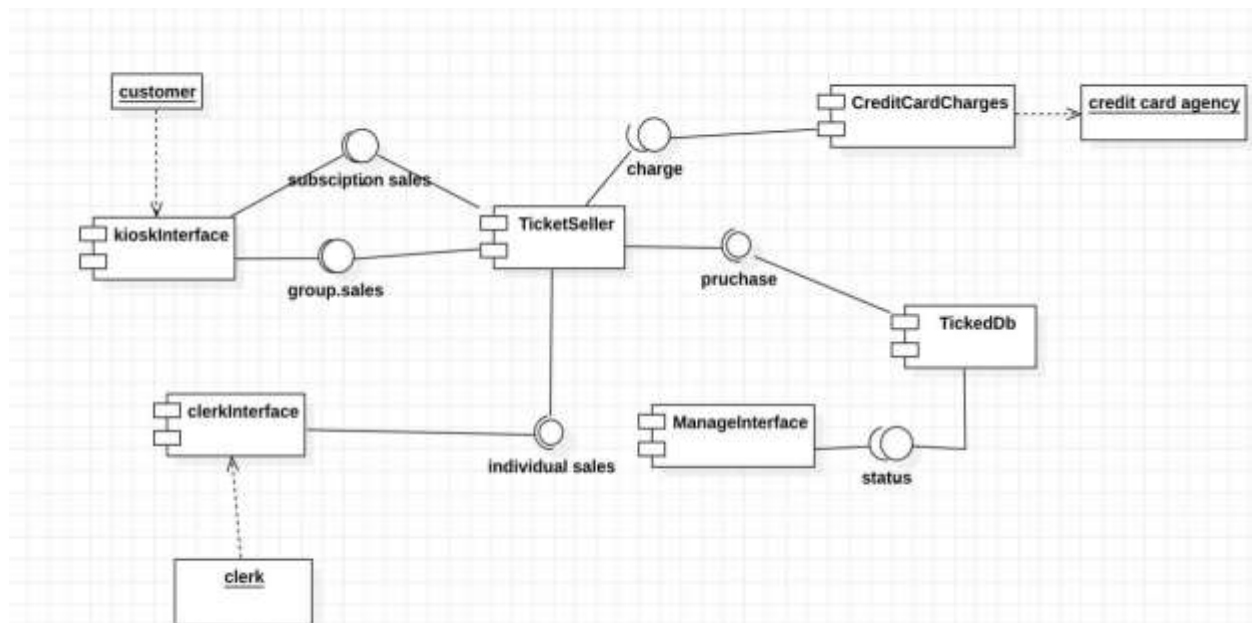 customer
CreditCardCharges
credit card agency
charge
subsciption sales
TicketSeller
kioskInterface
group.sales
pruchase
TickedDb
clerkInterface
ManageInterface
individual sales
status
clerk